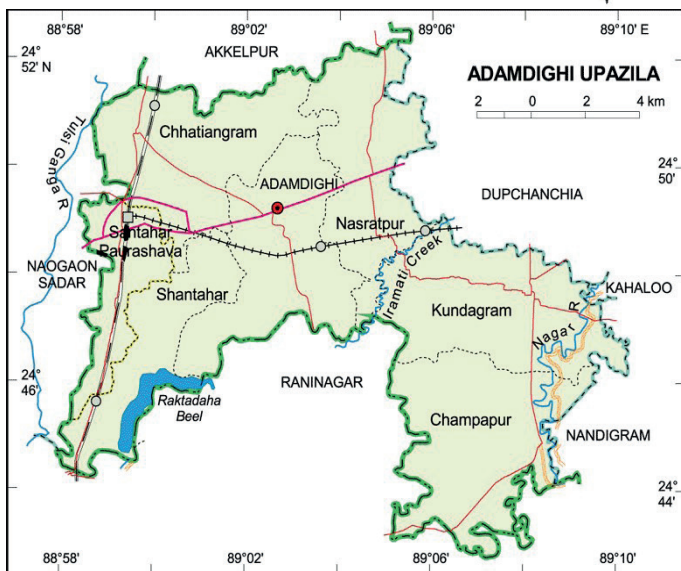 88°58'
89°02'
89°06'
89°10' E
24°
52' N
AKKELPUR
ADAMDIGHI UPAZILA
2 0 2 4 km
Tulsi Ganga R
Chhatiangram
24°
50'
ADAMDIGHI
DUPCHANCHIA
Nasratpur
Santahar
Paurashava
NAOGAON
SADAR
Iramati Creek
KAHALOO
Shantahar
Kundagram
Nagar R
24°
46'
RANINAGAR
Raktadaha
Beel
Champapur
NANDIGRAM
24°
44'
88°58'
89°02'
89°06'
89°10'